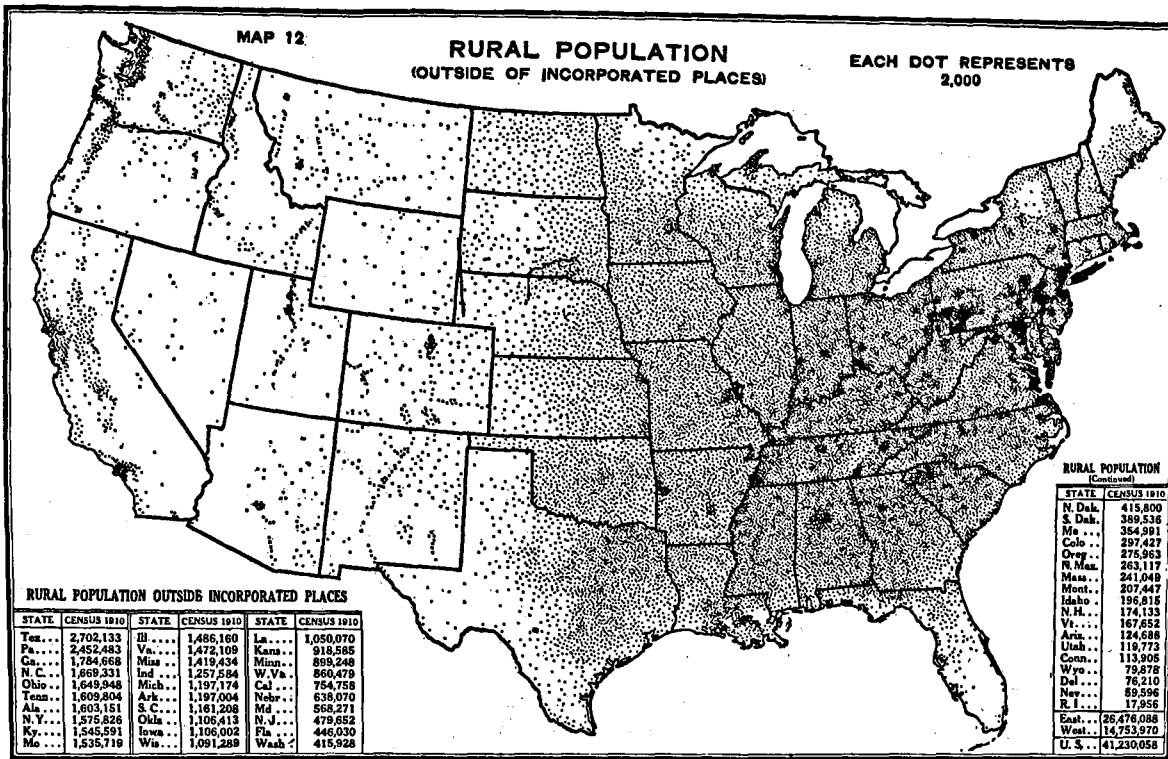 MAP 12
RURAL POPULATION
(OUTSIDE OF INCORPORATED PLACES)
EACH DOT REPRESENTS
2,000
RURAL POPULATION OUTSIDE INCORPORATED PLACES
STATE CENSUS 1910 STATE CENSUS 1910 STATE CENSUS 1910
Tex... 2,702,133 Ill..... 1,486,160 La.... 1,050,070
Pa.... 2,452,483 Va.... 1,472,109 Kans.. 918,585
Ga.... 1,784,668 Miss .. 1,419,434 Minn.. 899,248
N.C... 1,669,331 Ind ... 1,257,584 W.Va. 860,479
Ohio.. 1,649,948 Mich.. 1,197,174 Cal... 754,758
Tenn.. 1,609,804 Ark... 1,197,004 Nebr.. 638,070
Ala... 1,603,151 S.C... 1,161,208 Md ... 568,271
N.Y... 1,575,826 Okla.. 1,106,413 Fla ... 446,030
Ky.... 1,545,591 Iowa.. 1,106,002 N.J... 479,652
Mo ... 1,535,719 Wis... 1,091,289 Wash 415,928
RURAL POPULATION
(Continued)
STATE CENSUS 1910
N. Dak. 415,800
S. Dak. 389,536
Me ... 354,991
Colo .. 297,427
Oreg .. 275,963
N. Mex. 263,117
Mass.. 241,049
Mont.. 207,447
Idaho . 196,815
N.H... 174,133
Vt.... 167,652
Ariz... 124,688
Utah.. 119,773
Conn.. 113,905
Wyo.. 79,878
Del ... 76,210
Nev... 59,596
R. I... 17,956
East... 26,476,088
West.. 14,753,970
U. S... 41,230,058